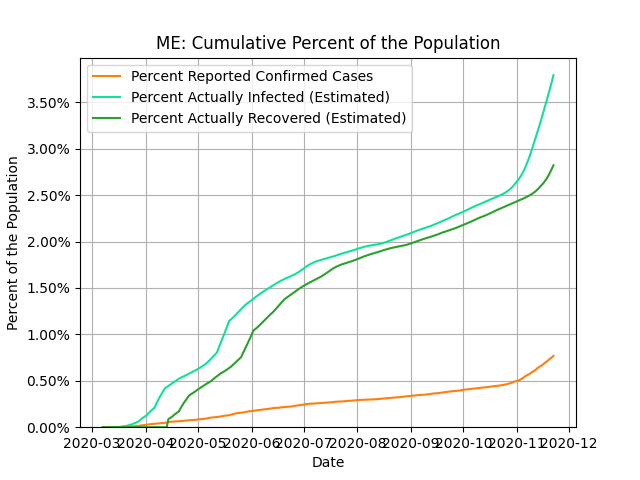 ME: Cumulative Percent of the Population
Percent Reported Confirmed Cases
Percent Actually Infected (Estimated)
Percent Actually Recovered (Estimated)
Percent of the Population
3.50%
3.00%
2.50%
2.00%
1.50%
1.00%
0.50%
0.00%
2020-03 2020-04 2020-05 2020-06 2020-07 2020-08 2020-09 2020-10 2020-11 2020-12
Date